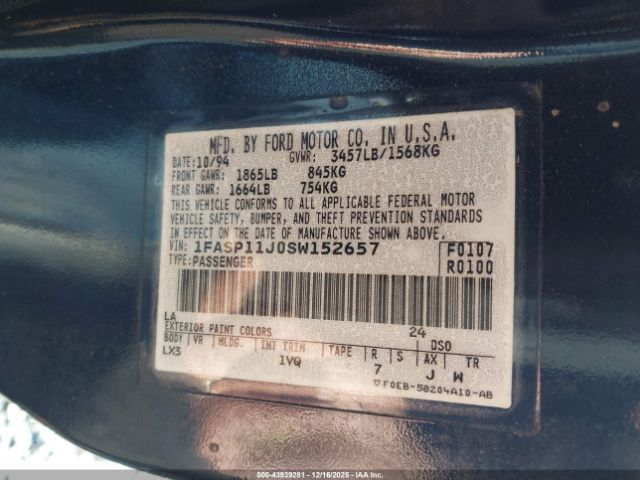 MFD. BY FORD MOTOR CO. IN U.S.A.
DATE: 10/94 GVWR: 3457LB/1568KG
FRONT GAWR: 1865LB 845KG
REAR GAWR: 1664LB 754KG
THIS VEHICLE CONFORMS TO ALL APPLICABLE FEDERAL MOTOR
VEHICLE SAFETY, BUMPER, AND THEFT PREVENTION STANDARDS
IN EFFECT ON THE DATE OF MANUFACTURE SHOWN ABOVE.
VIN: 1FASP11J0SW152657 F0107
TYPE: PASSENGER R0100
LA 24
EXTERIOR PAINT COLORS DSO
BODY VR MLDG. INT TRIM TAPE R S AX TR
LX3 1VQ 7 J W
▽F0EB-58204A10-AB
000-43939281 - 12/16/2025 - COPYRIGHT IAA, LLC